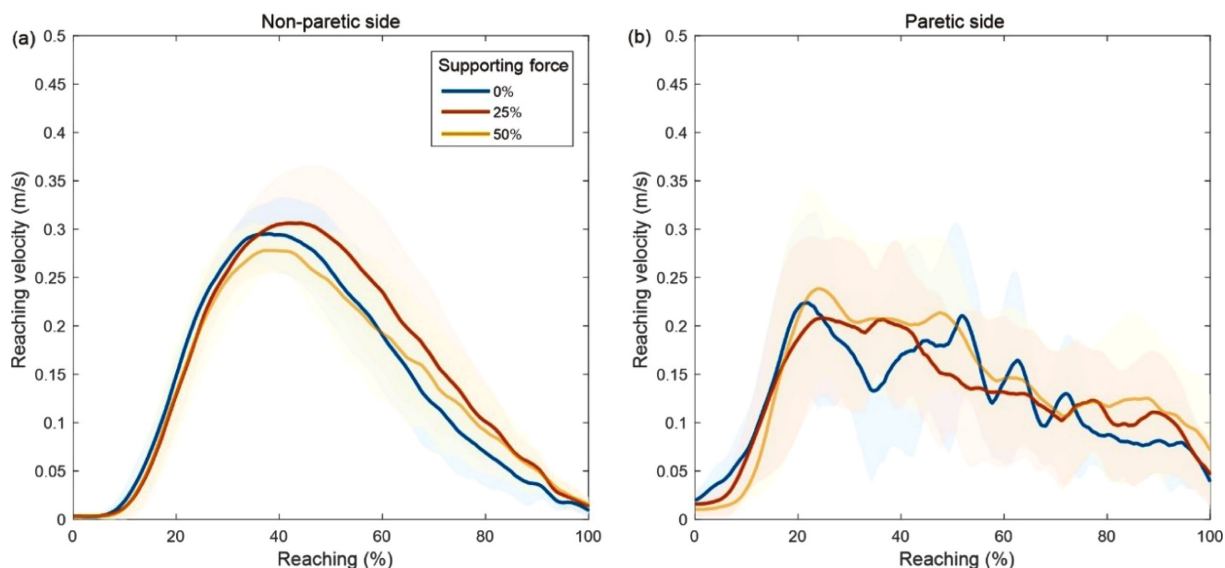 Non-paretic side
(a)
0.5
0.45
0.4
0.35
0.3
0.25
0.2
0.15
0.1
0.05
0
Reaching velocity (m/s)
Supporting force
0%
25%
50%
0 20 40 60 80 100
Reaching (%)
Paretic side
(b)
0.5
0.45
0.4
0.35
0.3
0.25
0.2
0.15
0.1
0.05
0
Reaching velocity (m/s)
0 20 40 60 80 100
Reaching (%)